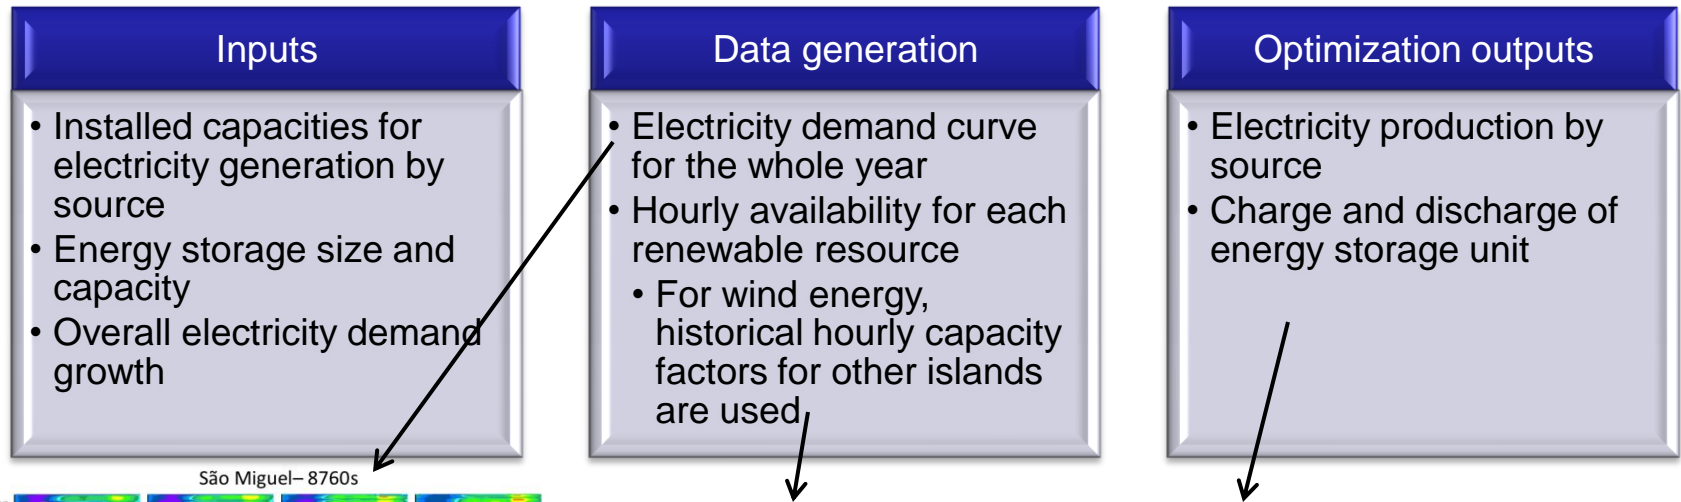 Inputs
• Installed capacities for
electricity generation by
source
• Energy storage size and
capacity
• Overall electricity demand
growth
Data generation
• Electricity demand curve
for the whole year
• Hourly availability for each
renewable resource
• For wind energy,
historical hourly capacity
factors for other islands
are used
Optimization outputs
• Electricity production by
source
• Charge and discharge of
energy storage unit
São Miguel– 8760s